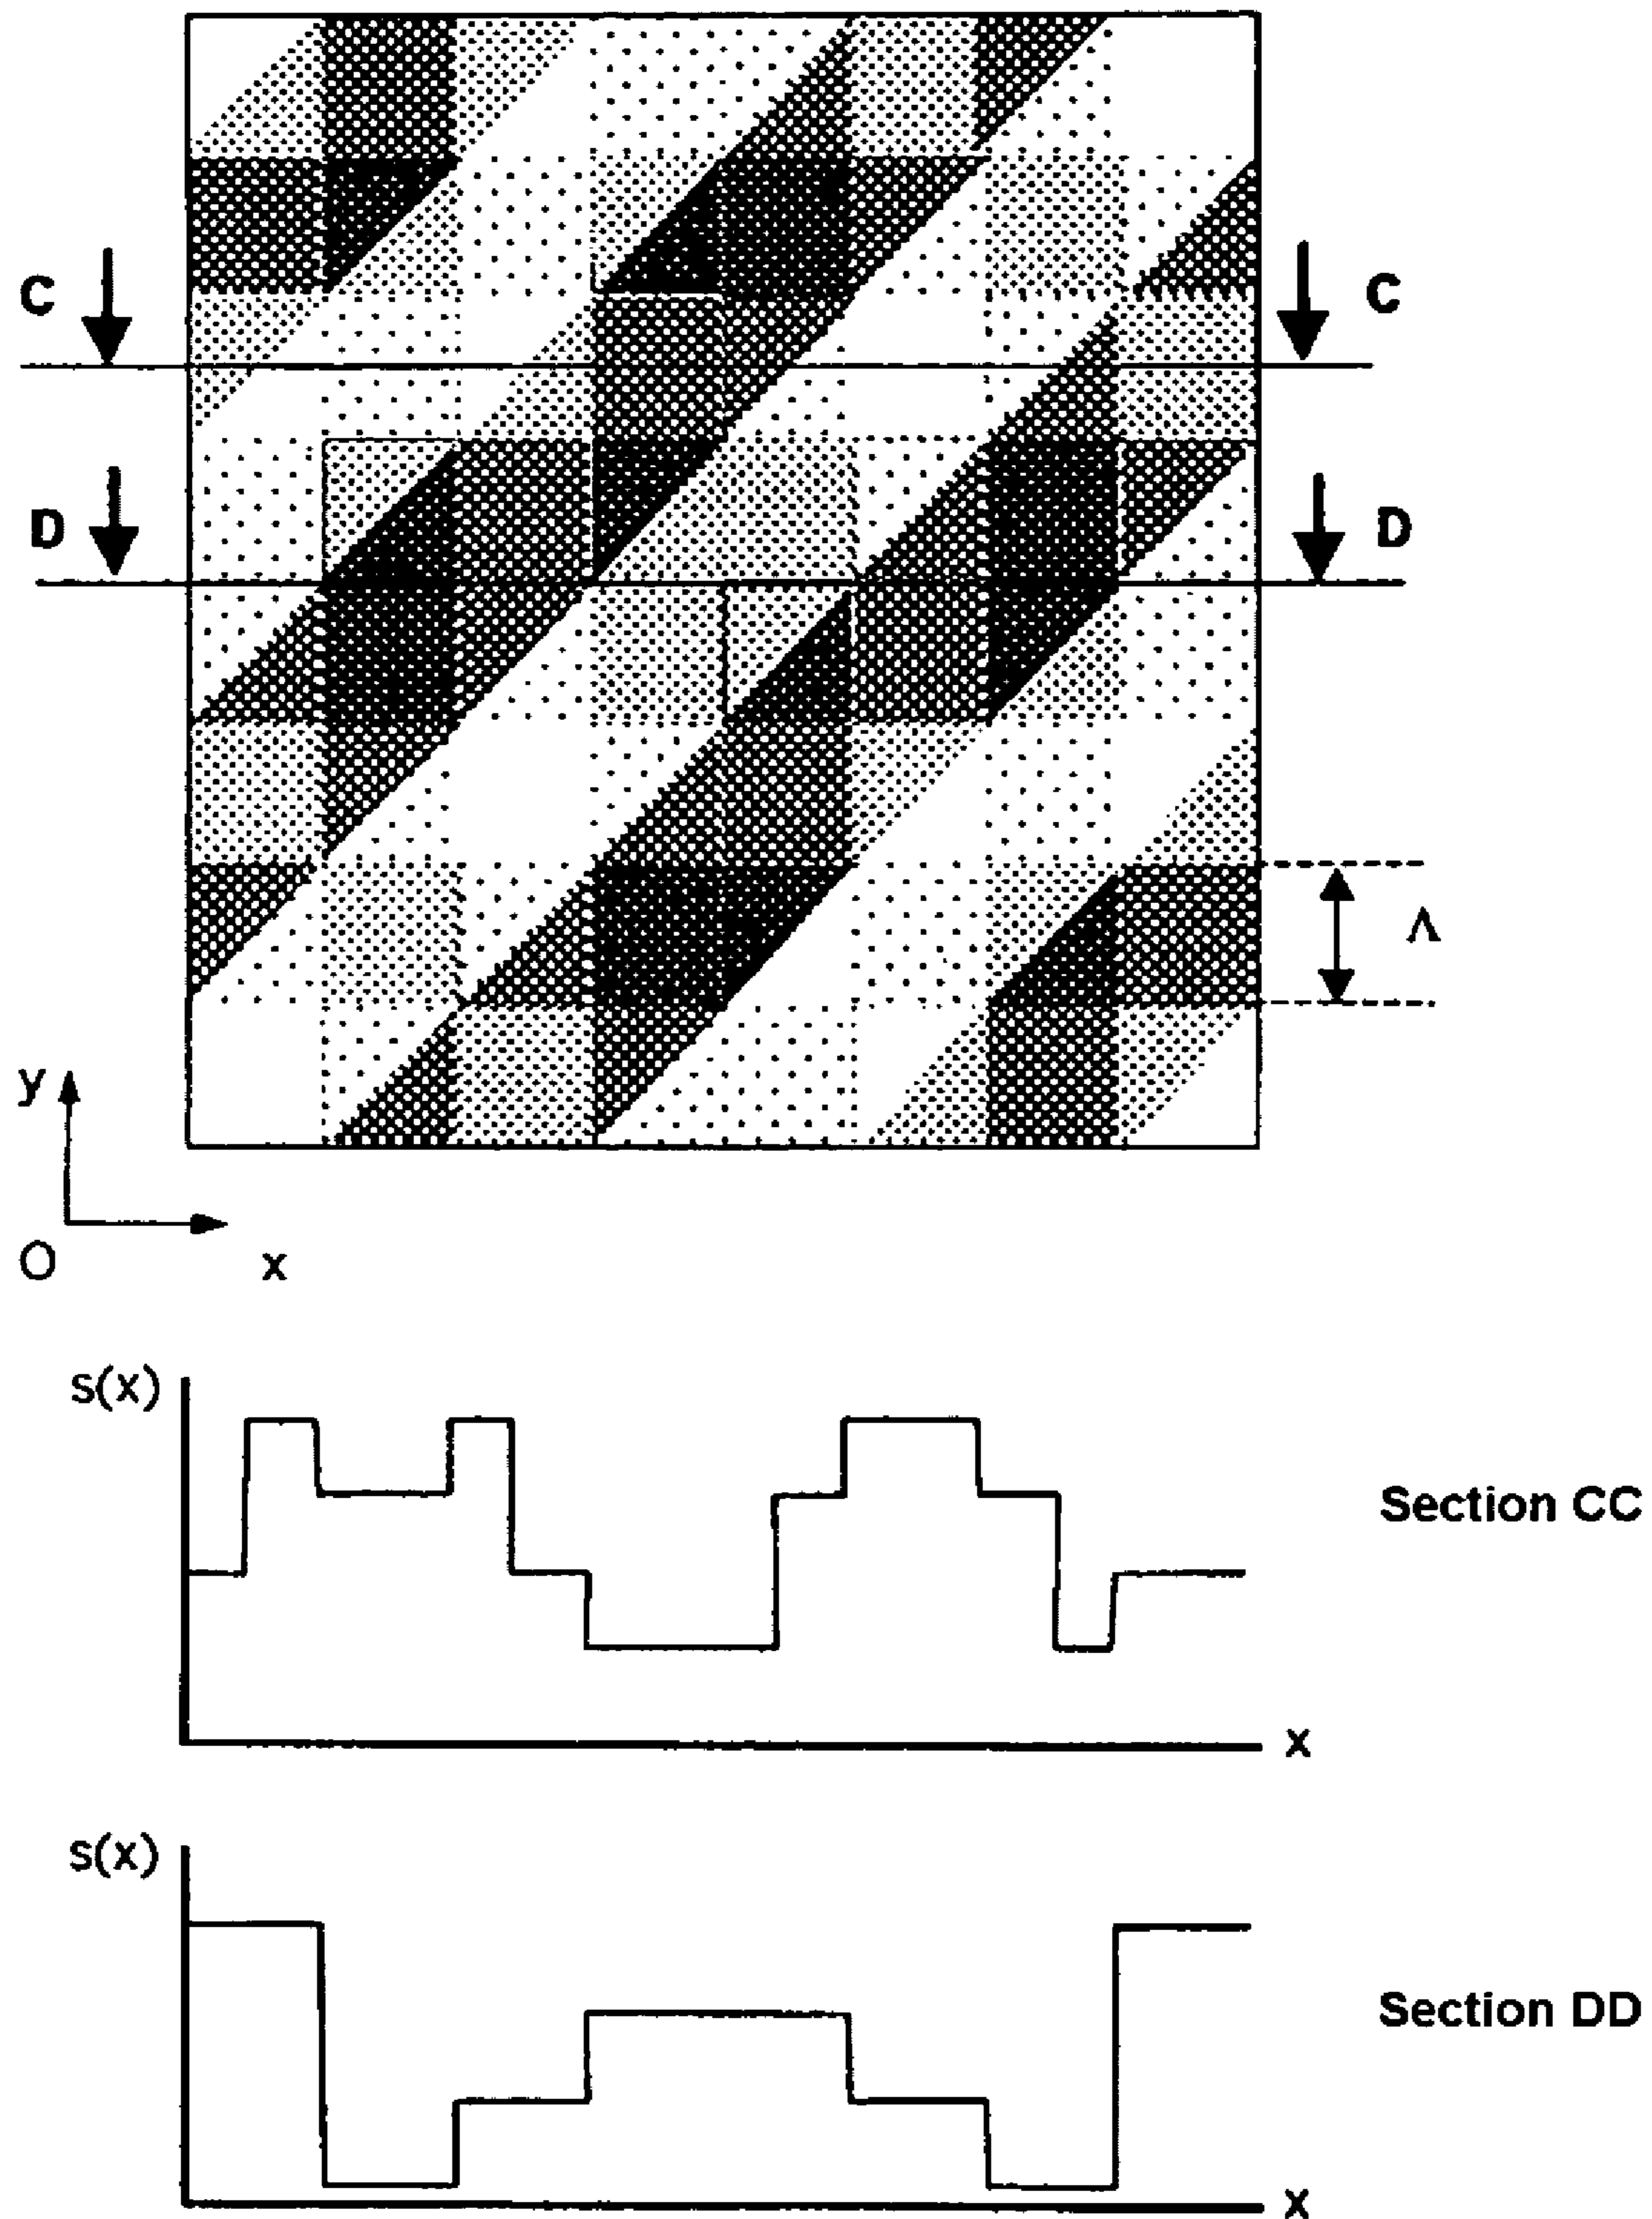 C
C
D
D
Λ
y
O
x
s(x)
Section CC
x
s(x)
Section DD
x